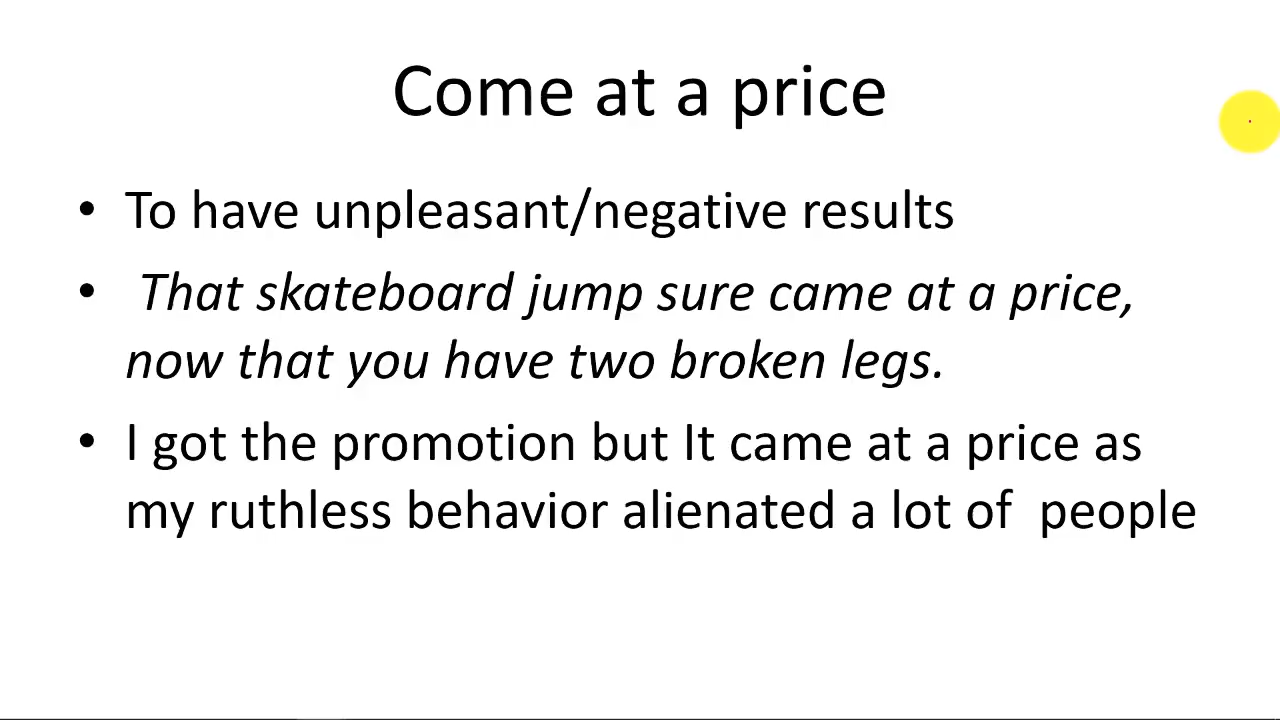 Come at a price
• To have unpleasant/negative results
• That skateboard jump sure came at a price,
now that you have two broken legs.
• I got the promotion but It came at a price as
my ruthless behavior alienated a lot of  people